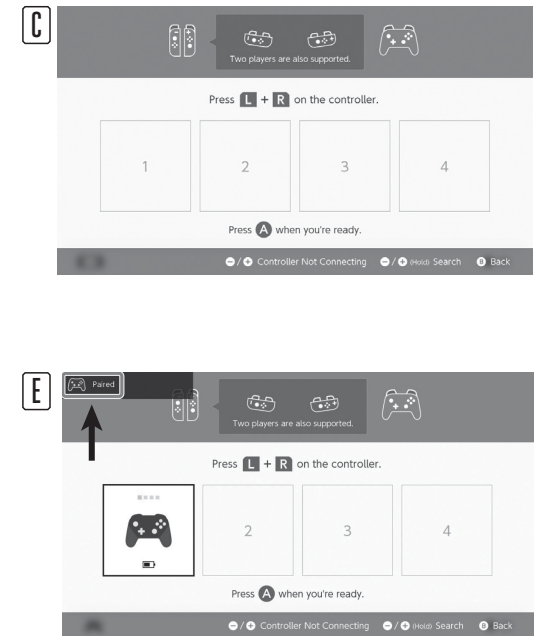 C
Two players are also supported.
Press L + R on the controller.
1 2 3 4
Press A when you're ready.
-/+ Controller Not Connecting -/+ (Hold) Search B Back
E
Paired
Two players are also supported.
Press L + R on the controller.
2 3 4
Press A when you're ready.
-/+ Controller Not Connecting -/+ (Hold) Search B Back